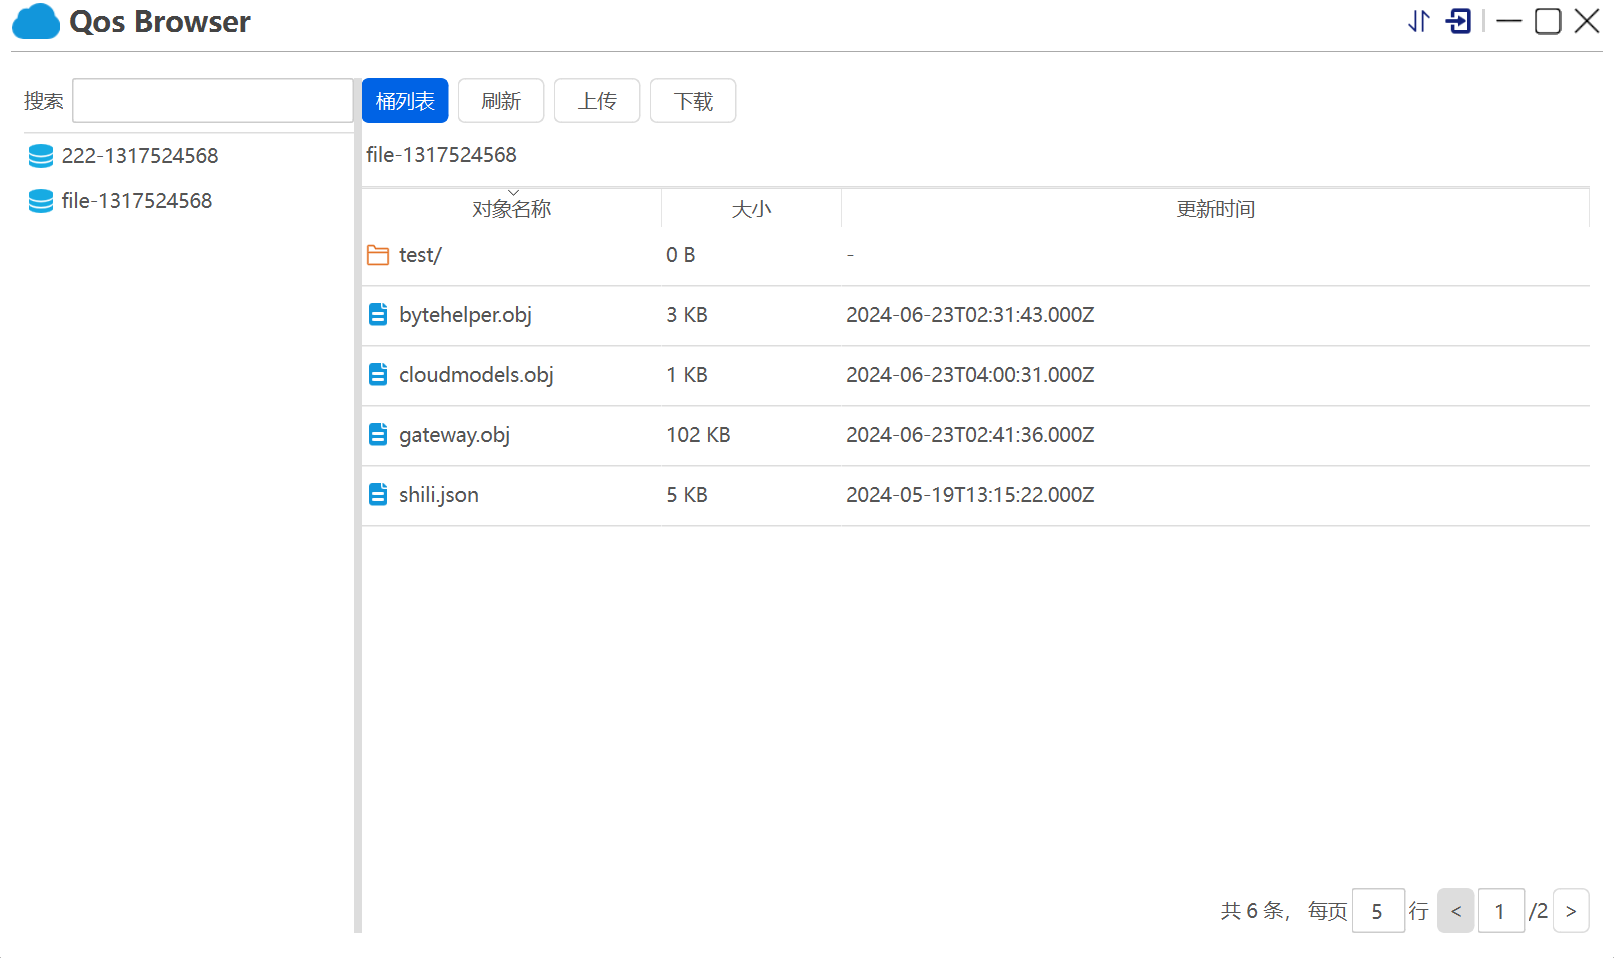 Qos Browser
搜索
桶列表 刷新 上传 下载
222-1317524568
file-1317524568
file-1317524568
对象名称 大小 更新时间
test/ 0 B -
bytehelper.obj 3 KB 2024-06-23T02:31:43.000Z
cloudmodels.obj 1 KB 2024-06-23T04:00:31.000Z
gateway.obj 102 KB 2024-06-23T02:41:36.000Z
shili.json 5 KB 2024-05-19T13:15:22.000Z
共 6 条, 每页 5 行 < 1 /2 >